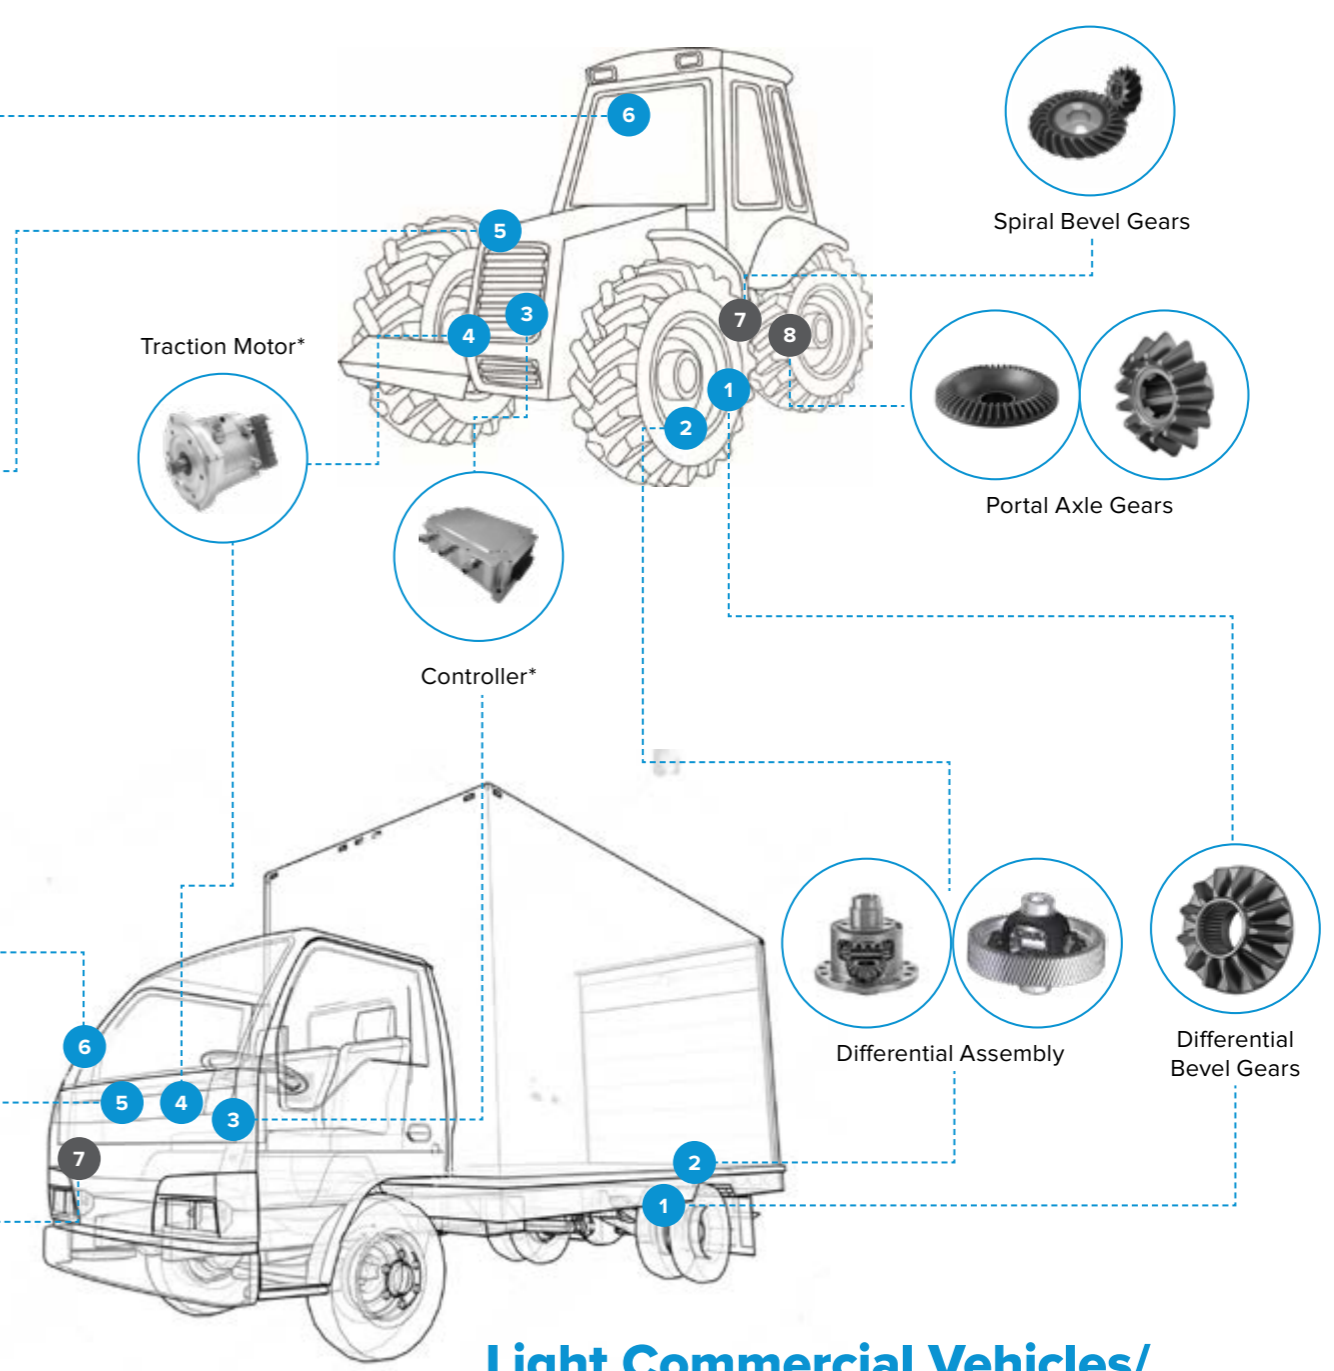 6
Spiral Bevel Gears
5
3
7
4
8
Traction Motor*
1
2
Portal Axle Gears
Controller*
Differential Assembly
Differential
Bevel Gears
6
5
4
3
7
2
1
Light Commercial Vehicles/